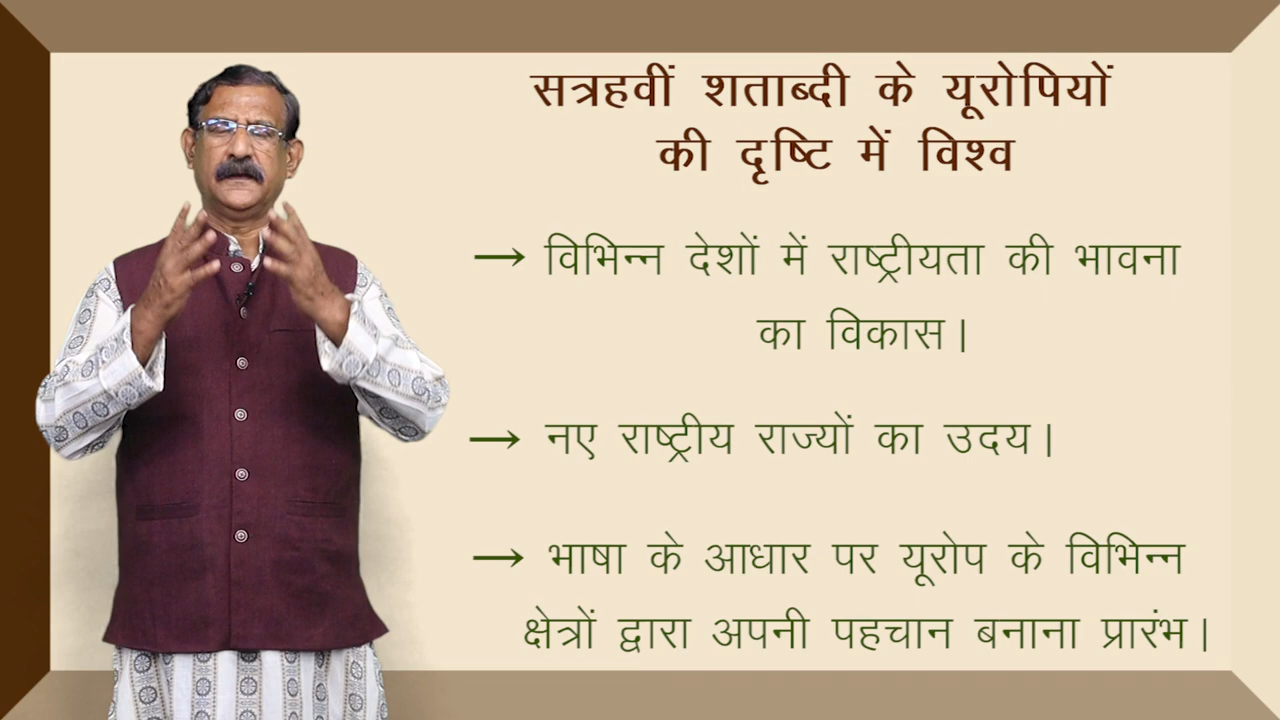 सत्रहवीं शताब्दी के यूरोपियों
की दृष्टि में विश्व
→ विभिन्न देशों में राष्ट्रीयता की भावना
का विकास।
→ नए राष्ट्रीय राज्यों का उदय।
→ भाषा के आधार पर यूरोप के विभिन्न
क्षेत्रों द्वारा अपनी पहचान बनाना प्रारंभ।